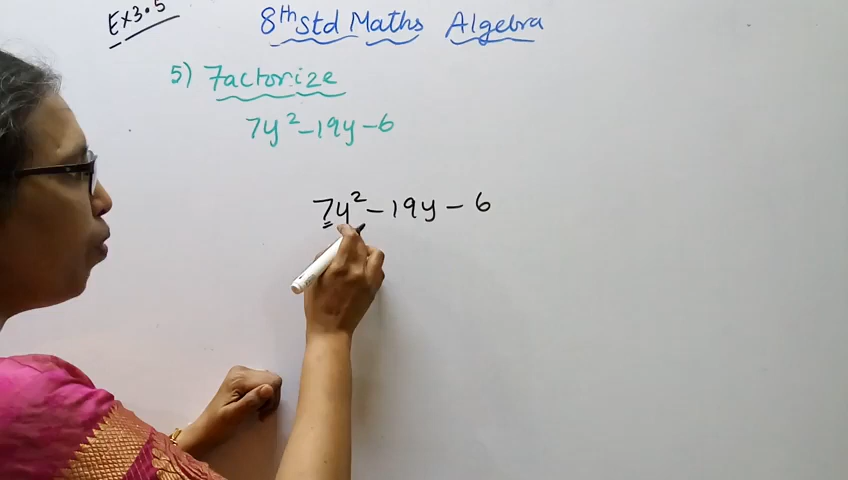 Ex 3.5
8th Std Maths Algebra
5) Factorize
7y² - 19y - 6
7y² - 19y - 6